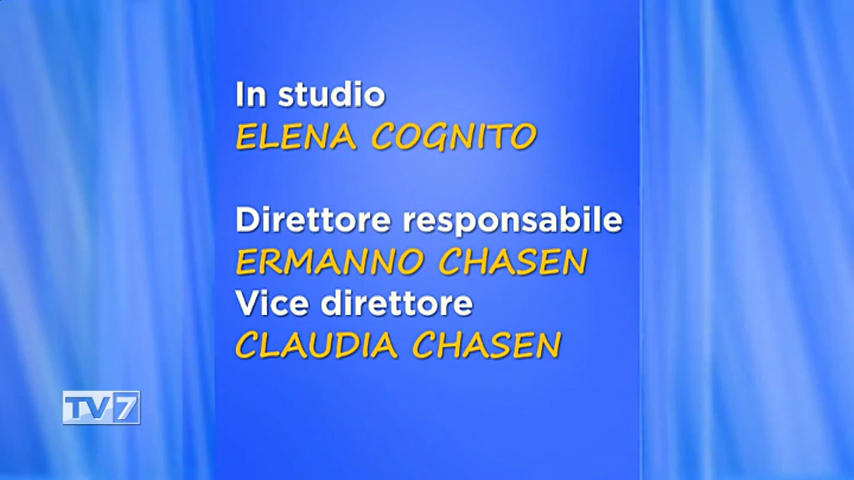 In studio
ELENA COGNITO
Direttore responsabile
ERMANNO CHASEN
Vice direttore
CLAUDIA CHASEN
TV7